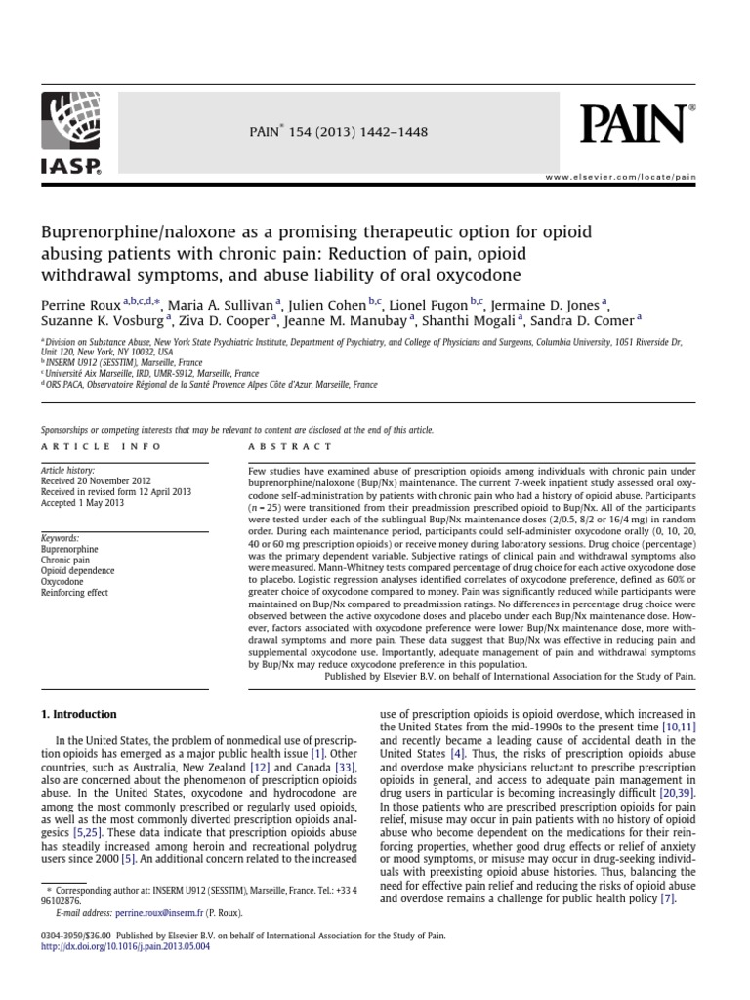 IASP®
PAIN® 154 (2013) 1442–1448
PAIN®
www.elsevier.com/locate/pain
Buprenorphine/naloxone as a promising therapeutic option for opioid
abusing patients with chronic pain: Reduction of pain, opioid
withdrawal symptoms, and abuse liability of oral oxycodone
Perrine Roux a,b,c,d,*, Maria A. Sullivan a, Julien Cohen b,c, Lionel Fugon b,c, Jermaine D. Jones a,
Suzanne K. Vosburg a, Ziva D. Cooper a, Jeanne M. Manubay a, Shanthi Mogali a, Sandra D. Comer a
a Division on Substance Abuse, New York State Psychiatric Institute, Department of Psychiatry, and College of Physicians and Surgeons, Columbia University, 1051 Riverside Dr,
Unit 120, New York, NY 10032, USA
b INSERM U912 (SESSTIM), Marseille, France
c Université Aix Marseille, IRD, UMR-S912, Marseille, France
d ORS PACA, Observatoire Régional de la Santé Provence Alpes Côte d'Azur, Marseille, France
Sponsorships or competing interests that may be relevant to content are disclosed at the end of this article.
ARTICLE INFO
Article history:
Received 20 November 2012
Received in revised form 12 April 2013
Accepted 1 May 2013
Keywords:
Buprenorphine
Chronic pain
Opioid dependence
Oxycodone
Reinforcing effect
ABSTRACT
Few studies have examined abuse of prescription opioids among individuals with chronic pain under
buprenorphine/naloxone (Bup/Nx) maintenance. The current 7-week inpatient study assessed oral oxy-
codone self-administration by patients with chronic pain who had a history of opioid abuse. Participants
(n = 25) were transitioned from their preadmission prescribed opioid to Bup/Nx. All of the participants
were tested under each of the sublingual Bup/Nx maintenance doses (2/0.5, 8/2 or 16/4 mg) in random
order. During each maintenance period, participants could self-administer oxycodone orally (0, 10, 20,
40 or 60 mg prescription opioids) or receive money during laboratory sessions. Drug choice (percentage)
was the primary dependent variable. Subjective ratings of clinical pain and withdrawal symptoms also
were measured. Mann-Whitney tests compared percentage of drug choice for each active oxycodone dose
to placebo. Logistic regression analyses identified correlates of oxycodone preference, defined as 60% or
greater choice of oxycodone compared to money. Pain was significantly reduced while participants were
maintained on Bup/Nx compared to preadmission ratings. No differences in percentage drug choice were
observed between the active oxycodone doses and placebo under each Bup/Nx maintenance dose. How-
ever, factors associated with oxycodone preference were lower Bup/Nx maintenance dose, more with-
drawal symptoms and more pain. These data suggest that Bup/Nx was effective in reducing pain and
supplemental oxycodone use. Importantly, adequate management of pain and withdrawal symptoms
by Bup/Nx may reduce oxycodone preference in this population.
Published by Elsevier B.V. on behalf of International Association for the Study of Pain.
1. Introduction
In the United States, the problem of nonmedical use of prescrip-
tion opioids has emerged as a major public health issue [1]. Other
countries, such as Australia, New Zealand [12] and Canada [33],
also are concerned about the phenomenon of prescription opioids
abuse. In the United States, oxycodone and hydrocodone are
among the most commonly prescribed or regularly used opioids,
as well as the most commonly diverted prescription opioids anal-
gesics [5,25]. These data indicate that prescription opioids abuse
has steadily increased among heroin and recreational polydrug
users since 2000 [5]. An additional concern related to the increased
use of prescription opioids is opioid overdose, which increased in
the United States from the mid-1990s to the present time [10,11]
and recently became a leading cause of accidental death in the
United States [4]. Thus, the risks of prescription opioids abuse
and overdose make physicians reluctant to prescribe prescription
opioids in general, and access to adequate pain management in
drug users in particular is becoming increasingly difficult [20,39].
In those patients who are prescribed prescription opioids for pain
relief, misuse may occur in pain patients with no history of opioid
abuse who become dependent on the medications for their rein-
forcing properties, whether good drug effects or relief of anxiety
or mood symptoms, or misuse may occur in drug-seeking individ-
uals with preexisting opioid abuse histories. Thus, balancing the
need for effective pain relief and reducing the risks of opioid abuse
and overdose remains a challenge for public health policy [7].
* Corresponding author at: INSERM U912 (SESSTIM), Marseille, France. Tel.: +33 4
96102876.
E-mail address: perrine.roux@inserm.fr (P. Roux).
0304-3959/$36.00 Published by Elsevier B.V. on behalf of International Association for the Study of Pain.
http://dx.doi.org/10.1016/j.pain.2013.05.004